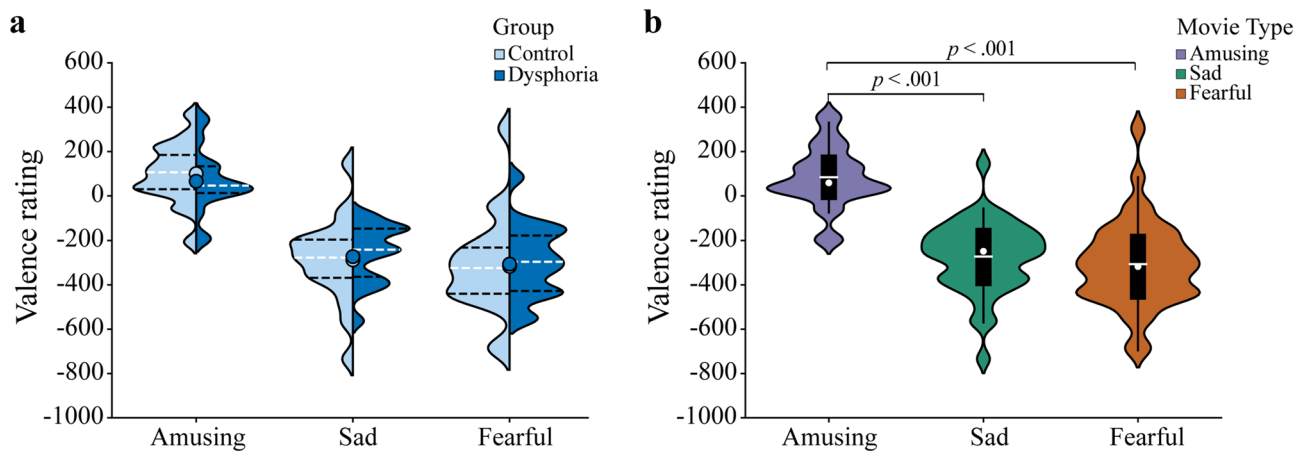 a
Group
Control
Dysphoria
Valence rating
600
400
200
0
-200
-400
-600
-800
-1000
Amusing Sad Fearful
b
Movie Type
Amusing
Sad
Fearful
p < .001
p < .001
Valence rating
600
400
200
0
-200
-400
-600
-800
-1000
Amusing Sad Fearful